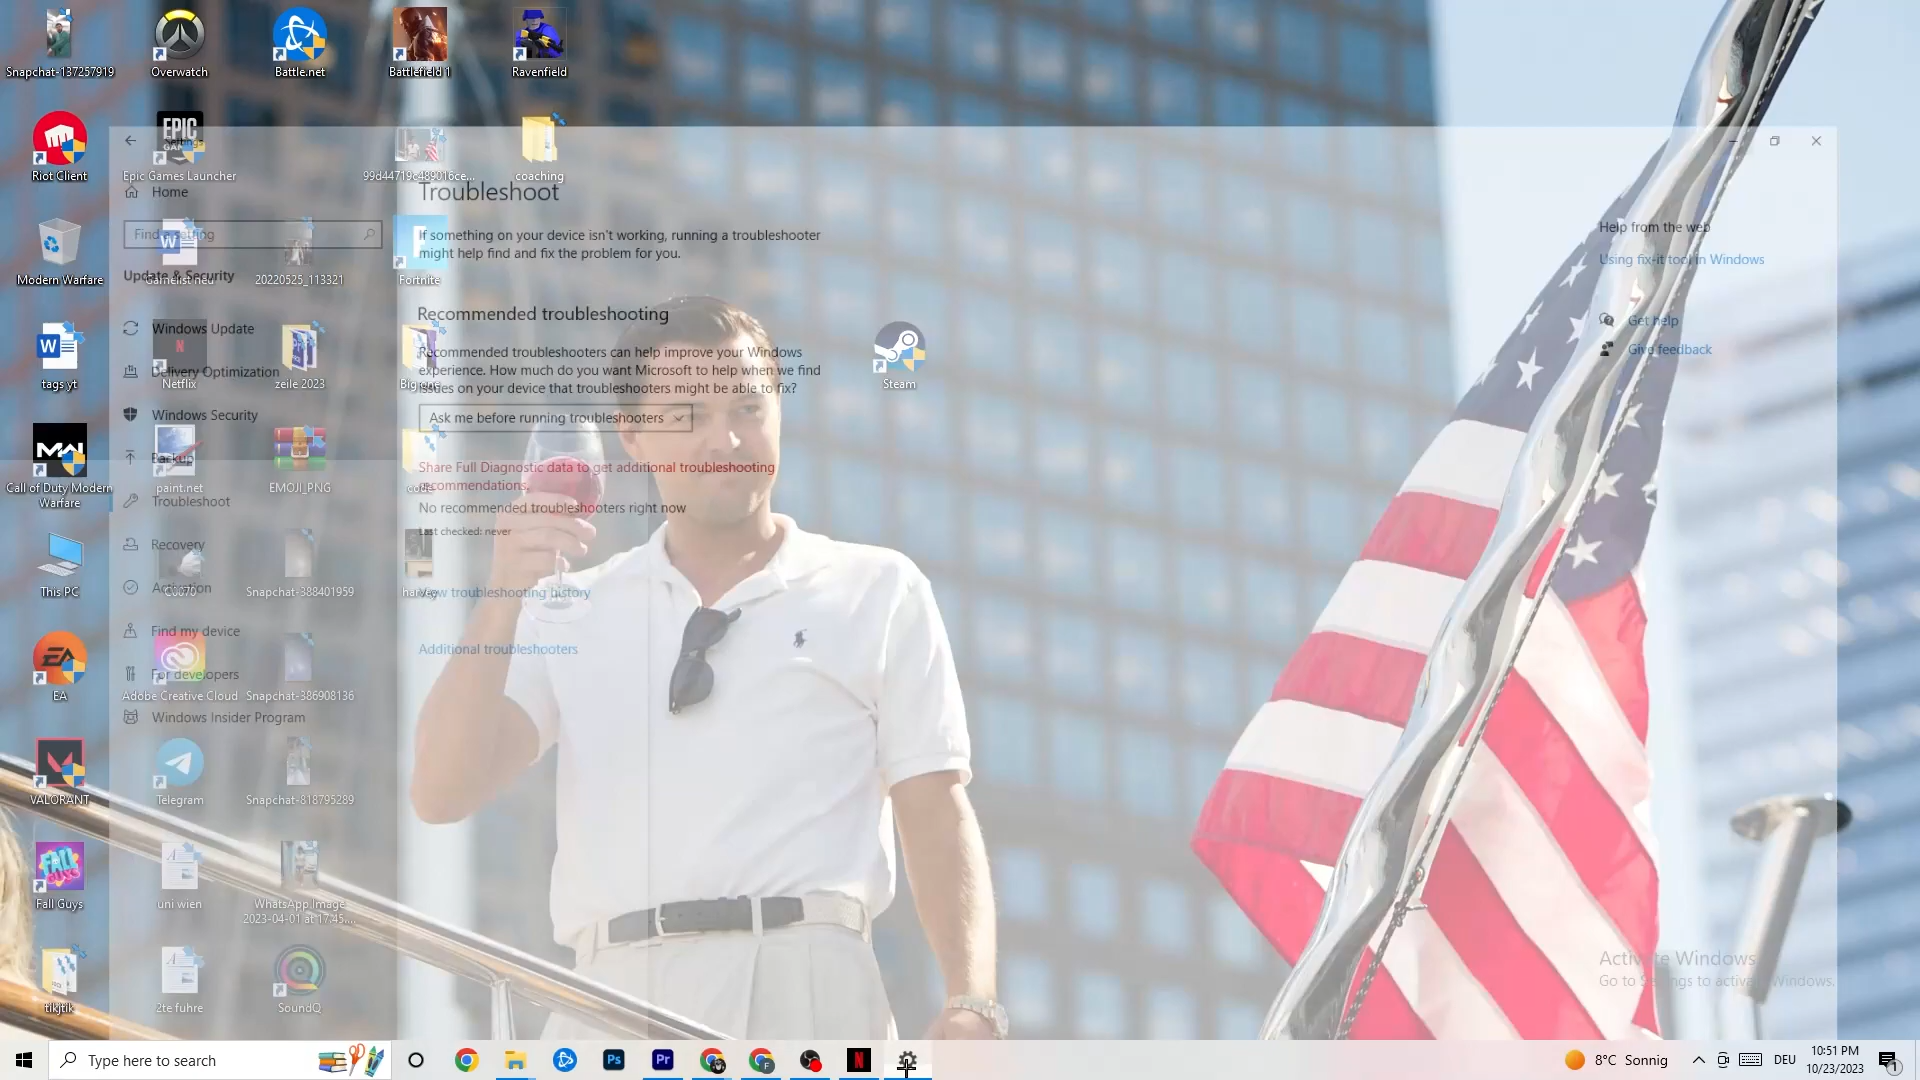 Snapchat-137257919
Overwatch
Battle.net
Battlefield 1
Ravenfield
Riot Client
EPIC
Epic Games Launcher
99d44719c489016ce...
coaching
Settings
Home
Find a setting
Update & Security
Modern Warfare
Gamelist neu
20220525_113321
Fortnite
Windows Update
Delivery Optimization
Windows Security
Backup
Troubleshoot
Recovery
Activation
Find my device
For developers
Windows Insider Program
tags yt
Netflix
zeile 2023
Steam
Call of Duty Modern
Warfare
paint.net
EMOJI_PNG
code
This PC
Snapchat-388401959
EA
Adobe Creative Cloud
Snapchat-386908136
VALORANT
Telegram
Snapchat-818795289
FALL
GUYS
Fall Guys
uni wien
WhatsApp Image
2023-04-01 at 17.45....
tikjtik
2te fuhre
SoundQ
Troubleshoot
If something on your device isn't working, running a troubleshooter
might help find and fix the problem for you.
Recommended troubleshooting
Recommended troubleshooters can help improve your Windows
experience. How much do you want Microsoft to help when we find
issues on your device that troubleshooters might be able to fix?
Ask me before running troubleshooters
Share Full Diagnostic data to get additional troubleshooting
recommendations.
No recommended troubleshooters right now
Last checked: never
View troubleshooting history
Additional troubleshooters
Help from the web
Using fix-it tool in Windows
Get help
Give feedback
Activate Windows
Go to Settings to activate Windows.
Type here to search
Ps
Pr
F
N
8°C Sonnig
DEU
10:51 PM
10/23/2023
1